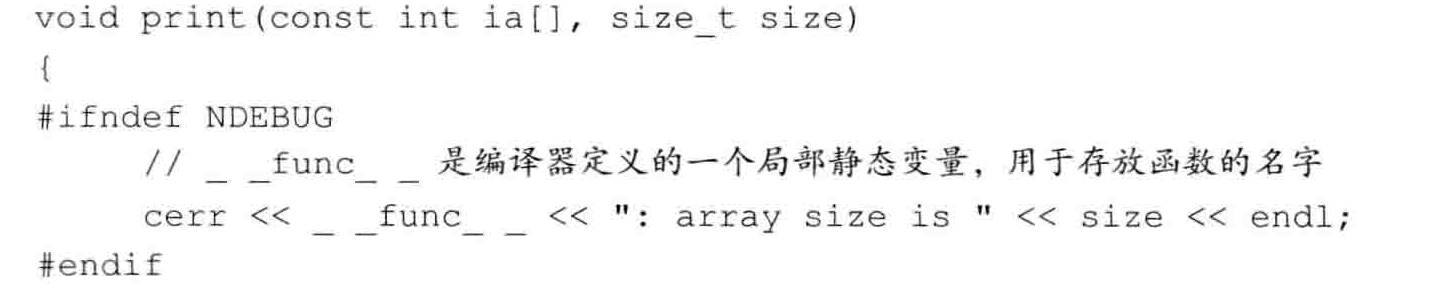 void print(const int ia[], size_t size)
{
#ifndef NDEBUG
// _ _func_ _ 是编译器定义的一个局部静态变量，用于存放函数的名字
cerr << _ _func_ _ << ": array size is " << size << endl;
#endif